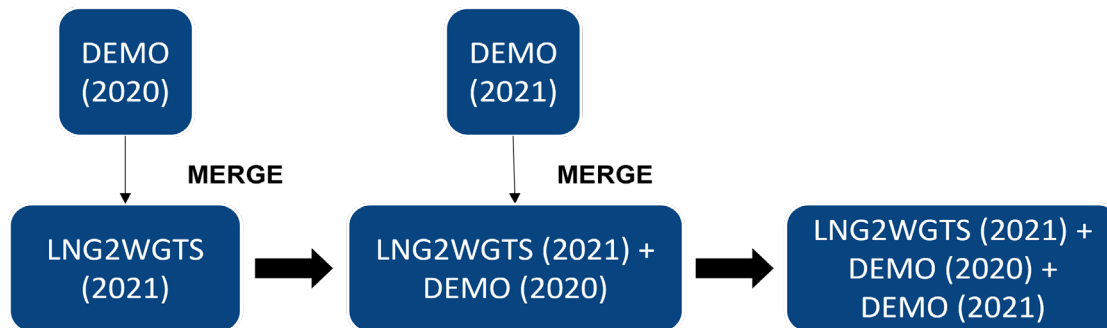 DEMO
(2020)
DEMO
(2021)
MERGE
MERGE
LNG2WGTS
(2021)
LNG2WGTS (2021) +
DEMO (2020)
LNG2WGTS (2021) +
DEMO (2020) +
DEMO (2021)